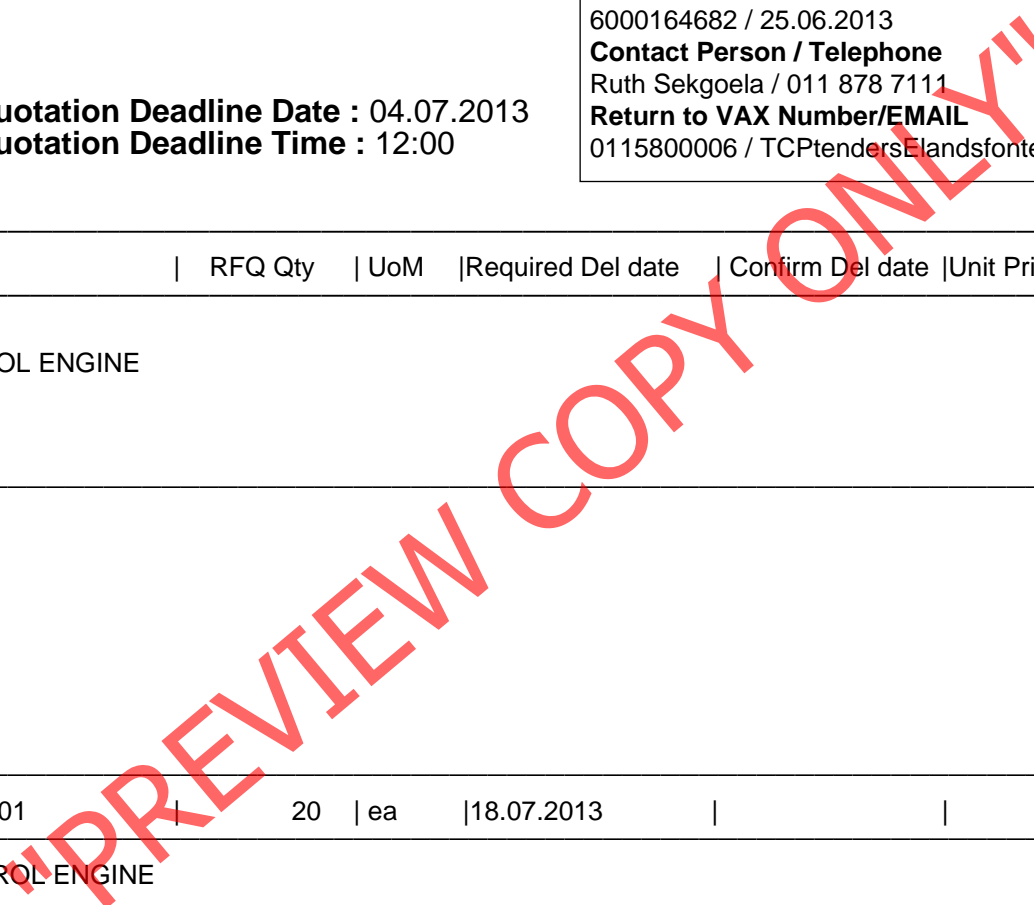 6000164682 / 25.06.2013
Contact Person / Telephone
Ruth Sekgoela / 011 878 7111
Return to VAX Number/EMAIL
0115800006 / TCPtendersElandsfonte
uotation Deadline Date : 04.07.2013
uotation Deadline Time : 12:00
| RFQ Qty | UoM |Required Del date | Confirm Del date |Unit Pri
OL ENGINE
01 | 20 | ea |18.07.2013 | |
ROL ENGINE
"PREVIEW COPY ONLY"